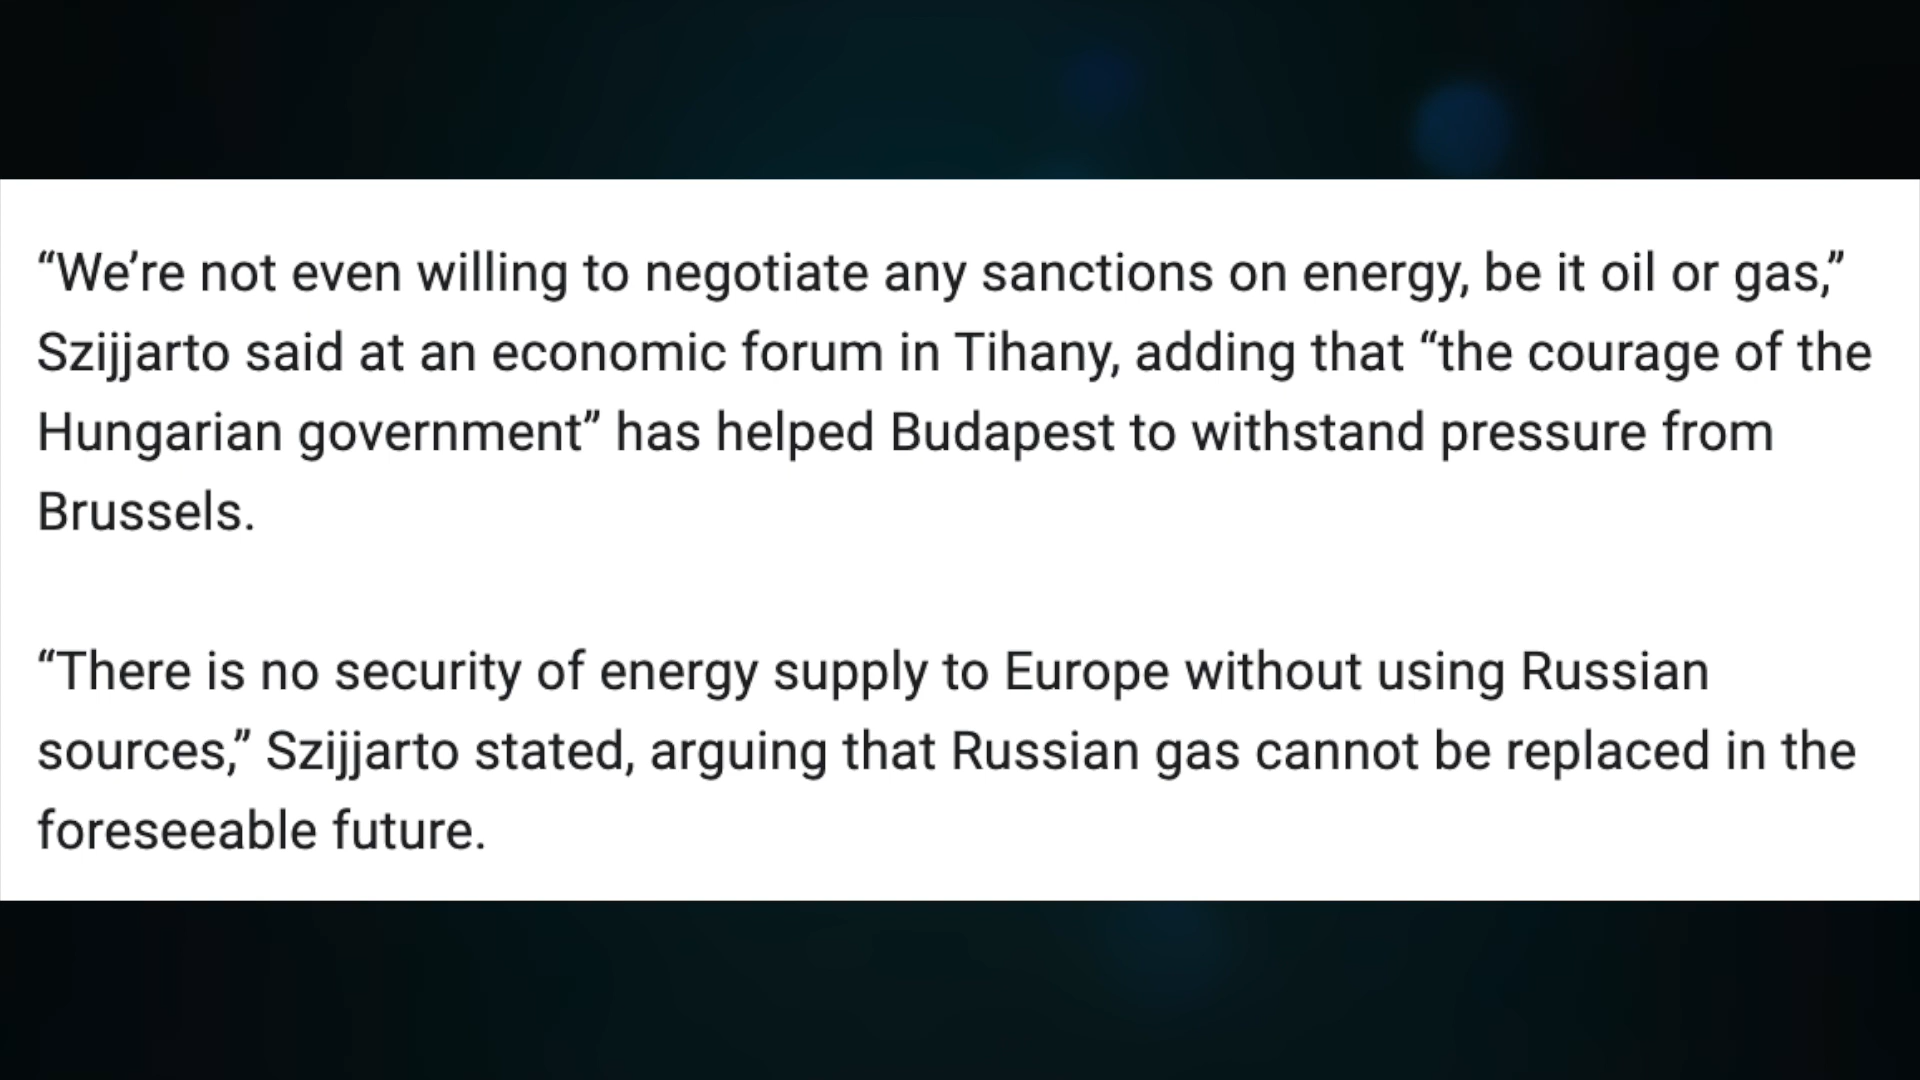 “We’re not even willing to negotiate any sanctions on energy, be it oil or gas,”
Szijjarto said at an economic forum in Tihany, adding that “the courage of the
Hungarian government” has helped Budapest to withstand pressure from
Brussels.
“There is no security of energy supply to Europe without using Russian
sources,” Szijjarto stated, arguing that Russian gas cannot be replaced in the
foreseeable future.